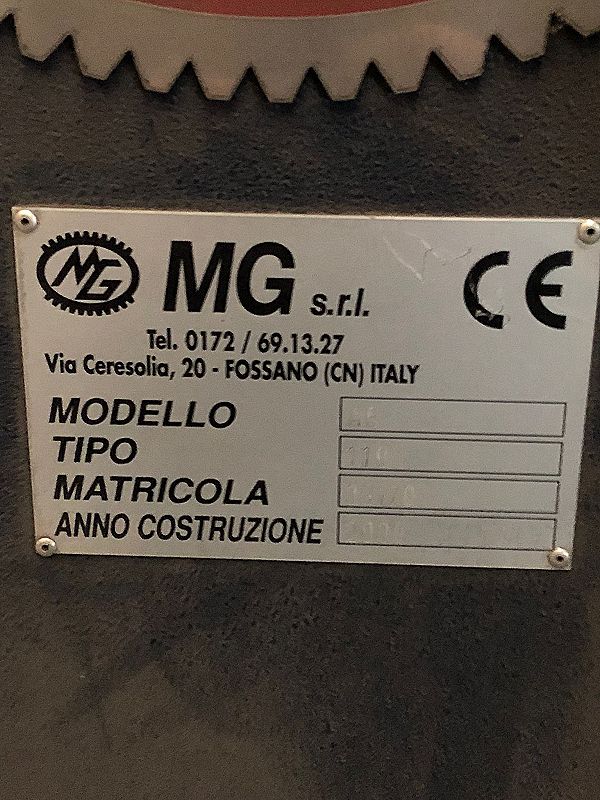 MG
MG s.r.l. CE
Tel. 0172 / 69.13.27
Via Ceresolia, 20 - FOSSANO (CN) ITALY
MODELLO
TIPO
MATRICOLA
ANNO COSTRUZIONE